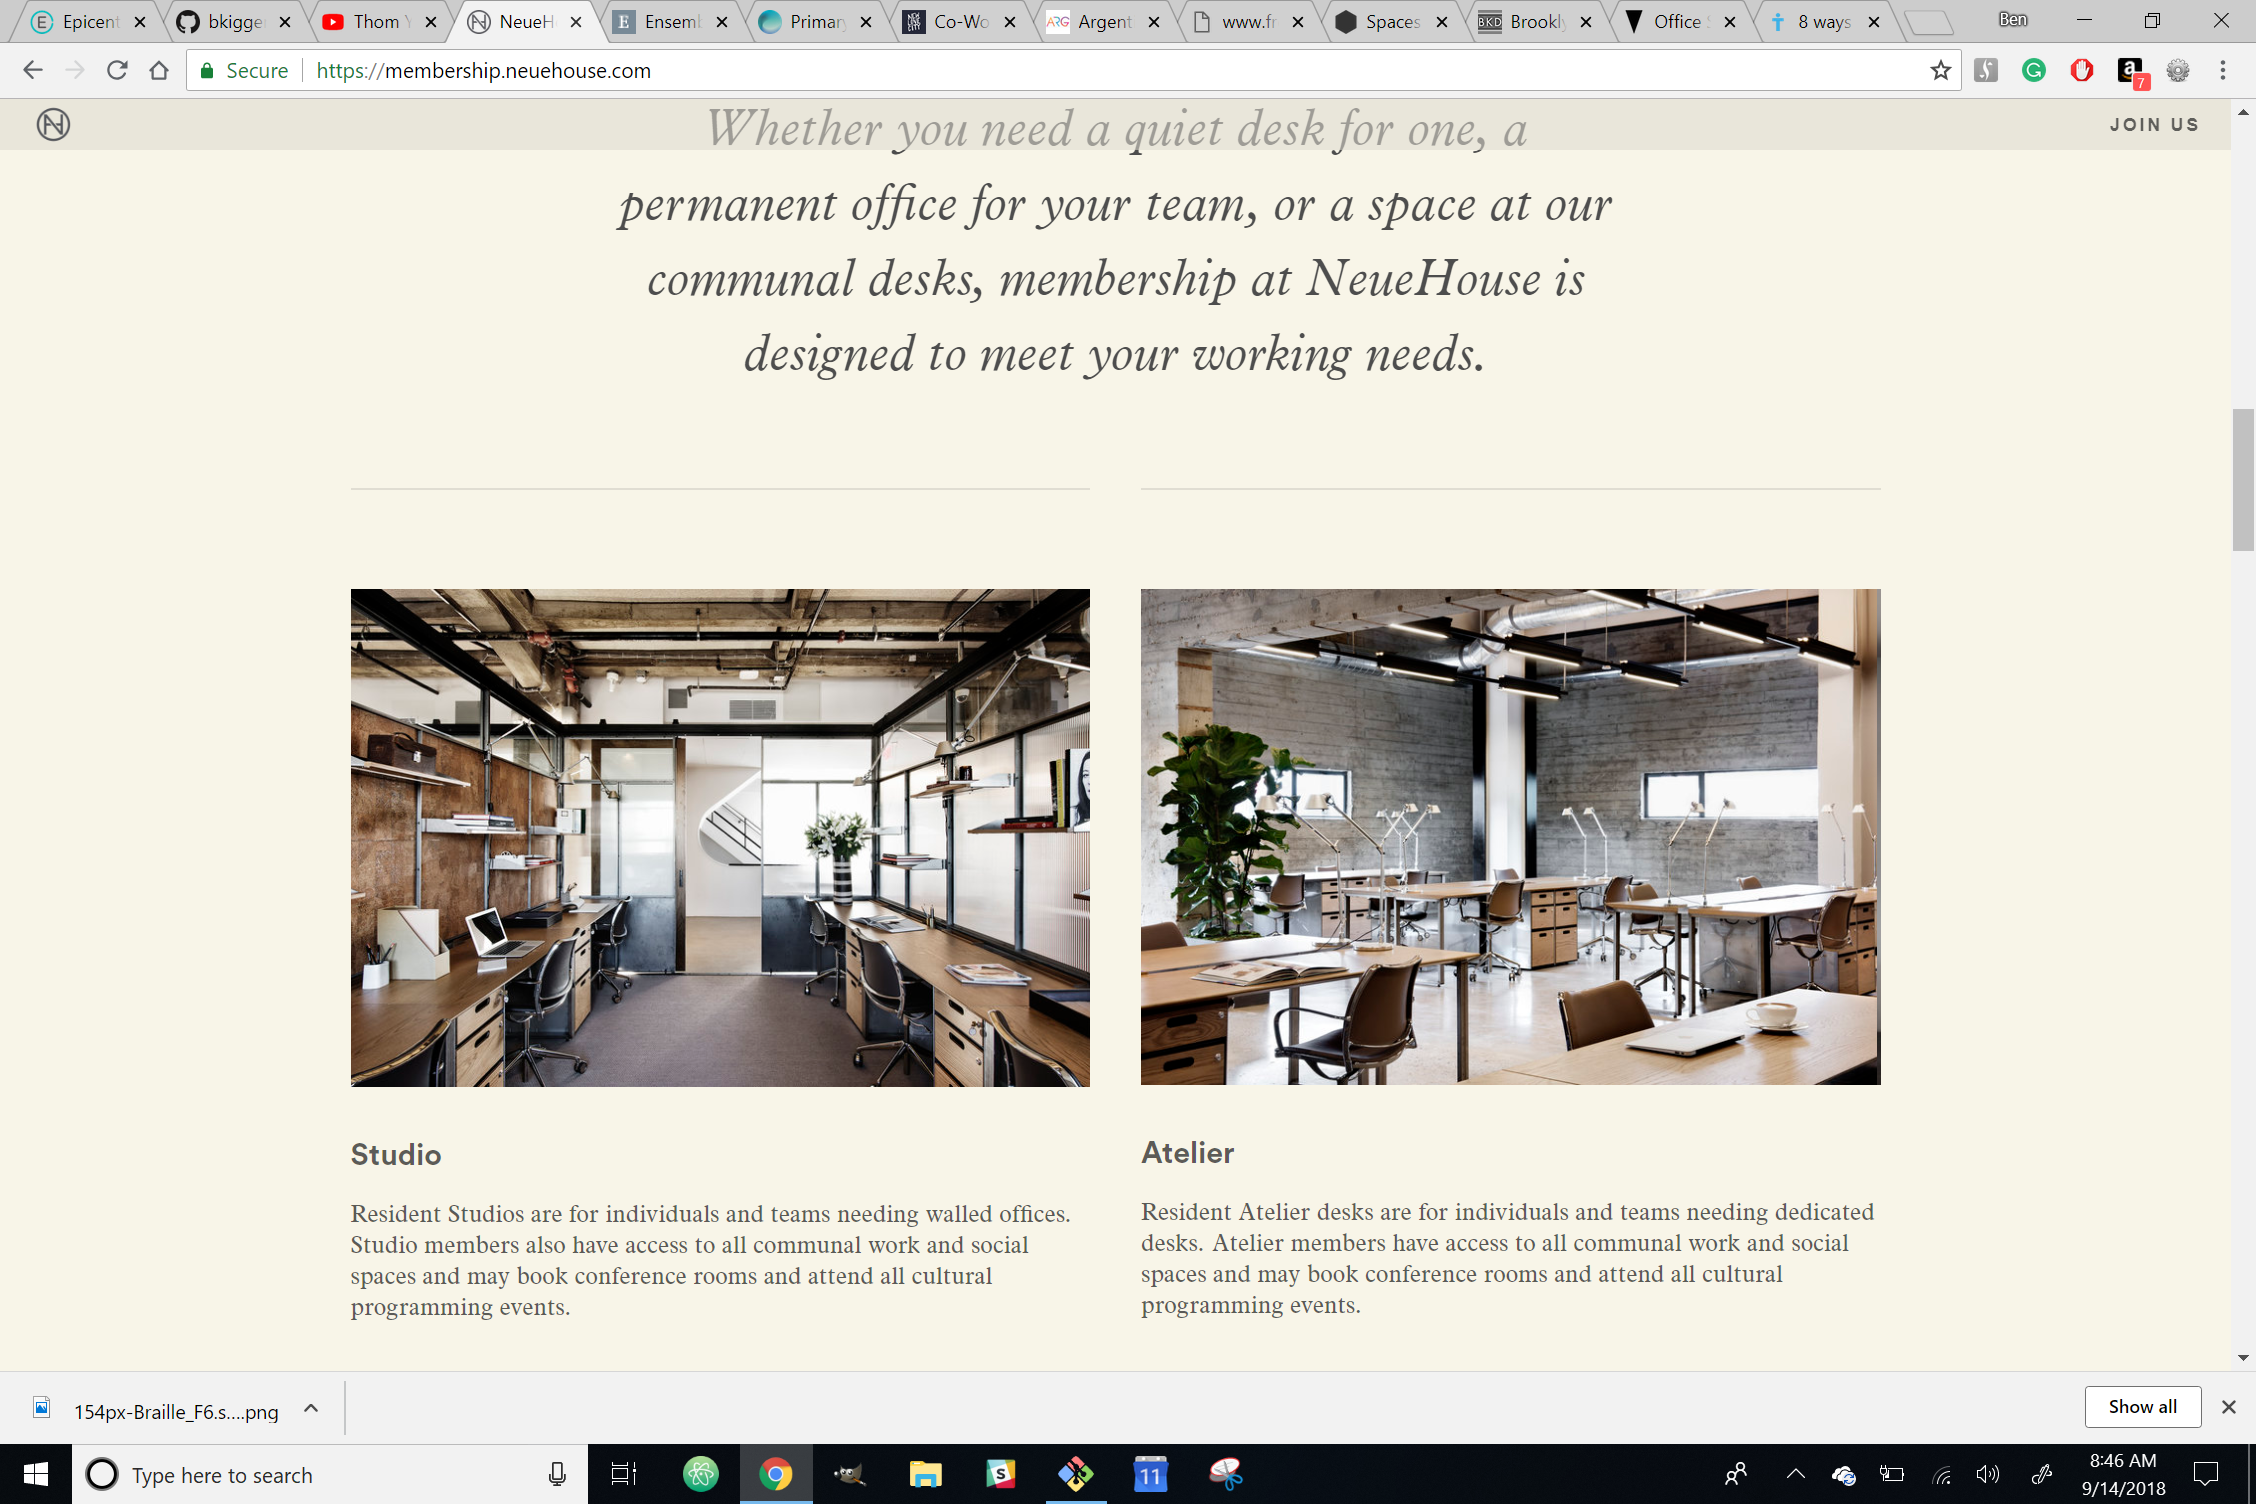 Epicent
bkigge
Thom Y
NeueH
Ensemb
Primary
Co-Wo
Argent
www.fr
Spaces
Brookly
Office S
8 ways
Ben
Secure
https://membership.neuehouse.com
7
JOIN US
Whether you need a quiet desk for one, a
permanent office for your team, or a space at our
communal desks, membership at NeueHouse is
designed to meet your working needs.
Studio
Resident Studios are for individuals and teams needing walled offices.
Studio members also have access to all communal work and social
spaces and may book conference rooms and attend all cultural
programming events.
Atelier
Resident Atelier desks are for individuals and teams needing dedicated
desks. Atelier members have access to all communal work and social
spaces and may book conference rooms and attend all cultural
programming events.
154px-Braille_F6.s....png
Show all
Type here to search
11
8:46 AM
9/14/2018